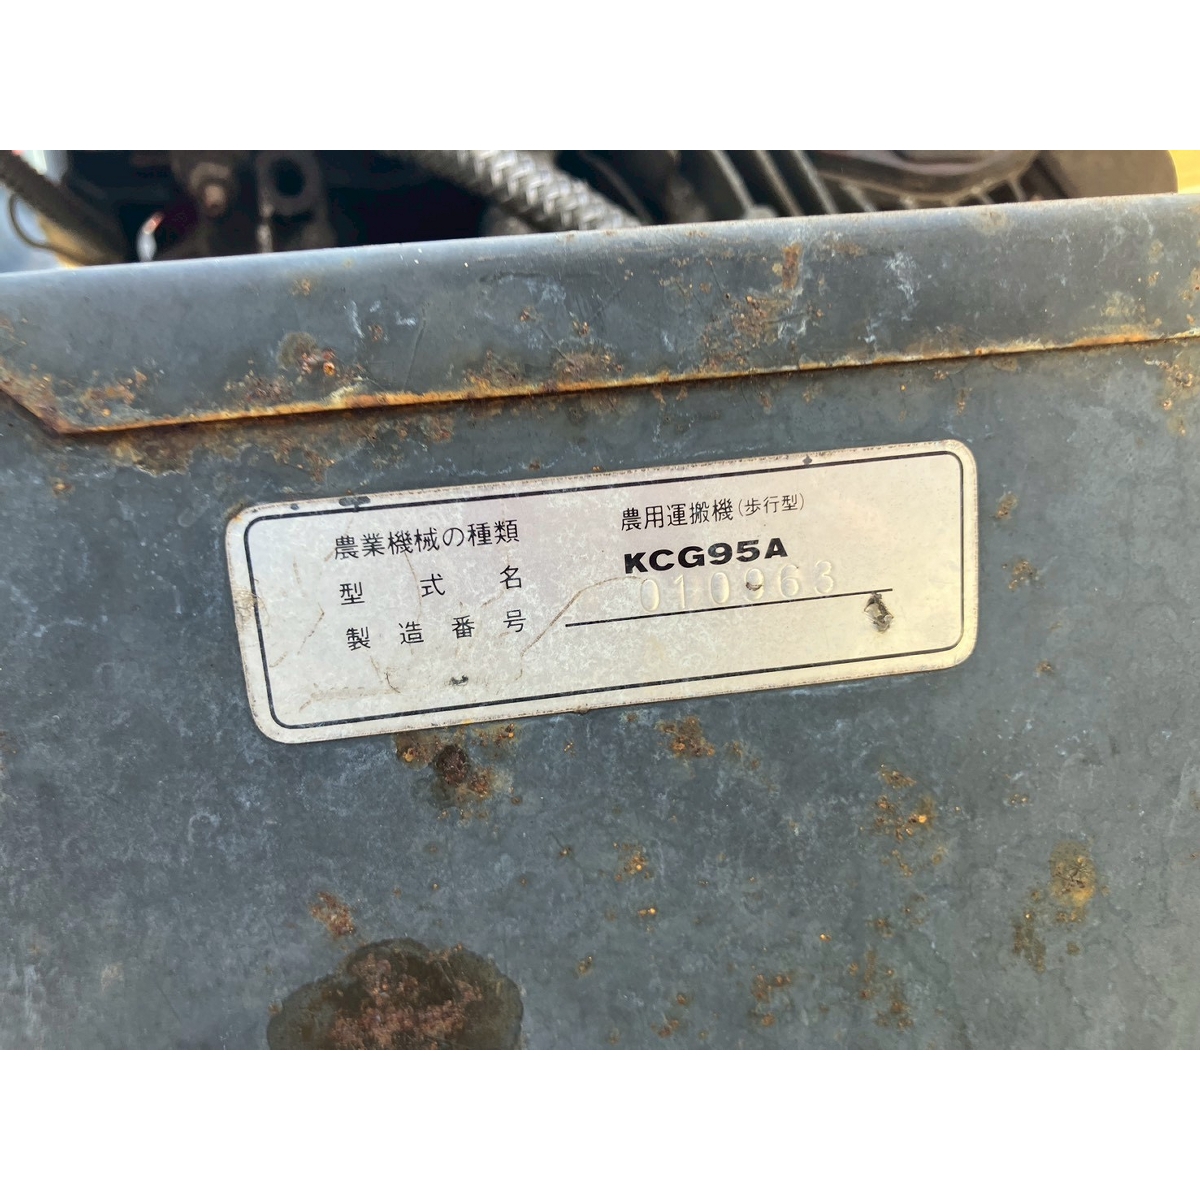 農業機械の種類 農用運搬機(歩行型)
型式名 KCG95A
製造番号 010963